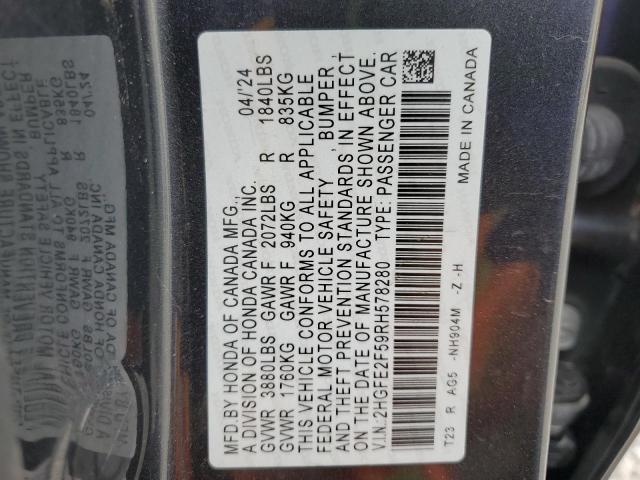 MFD.BY HONDA OF CANADA MFG., 04/'24
A DIVISION OF HONDA CANADA INC.
GVWR 3880LBS GAWR F 2072LBS R 1840LBS
GVWR 1760KG GAWR F 940KG R 835KG
THIS VEHICLE CONFORMS TO ALL APPLICABLE
FEDERAL MOTOR VEHICLE SAFETY , BUMPER,
AND THEFT PREVENTION STANDARDS IN EFFECT
ON THE DATE OF MANUFACTURE SHOWN ABOVE.
V.I.N: 2HGFE2F59RH578280 TYPE: PASSENGER CAR
T23 R AG5 -NH904M -Z -H
MADE IN CANADA